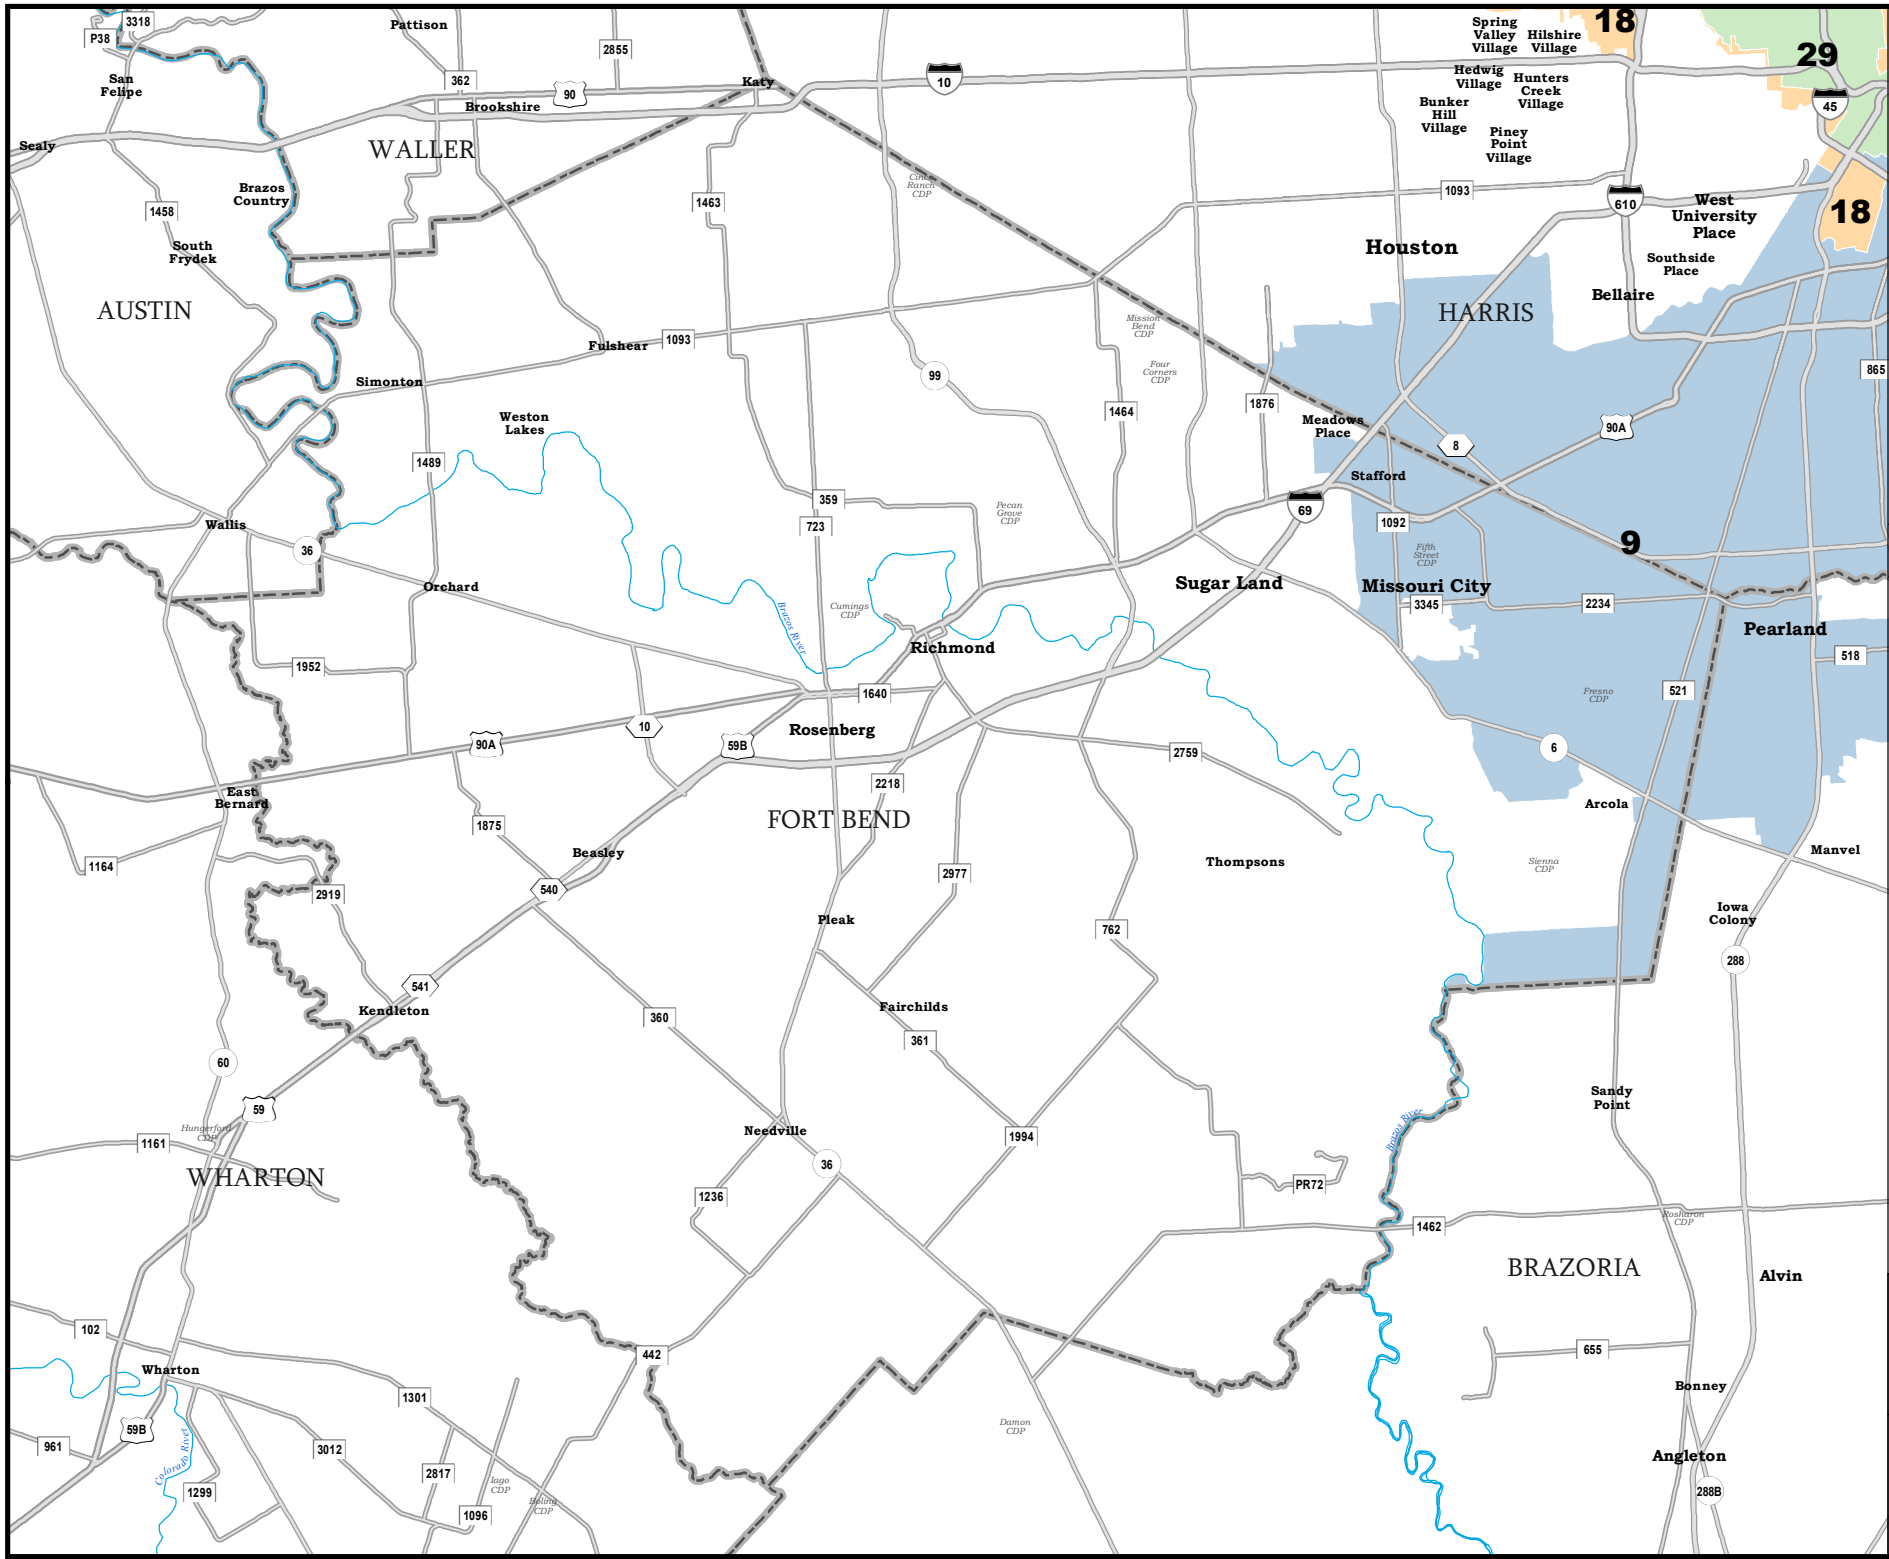 3318
P38
Pattison
2855
Spring
Valley
Village
Hilshire
Village
18
29
San
Felipe
362
90
Katy
10
Hedwig
Village
Hunters
Creek
Village
Bunker
Hill
Village
45
Brookshire
Sealy
WALLER
Piney
Point
Village
Brazos
Country
Cinco
Ranch
CDP
1093
1458
1463
610
West
University
Place
18
South
Frydek
Houston
Southside
Place
Bellaire
AUSTIN
HARRIS
Mission
Bend
CDP
Fulshear
1093
Four
Corners
CDP
99
865
Simonton
1464
1876
Weston
Lakes
Meadows
Place
90A
8
1489
Stafford
359
723
Pecan
Grove
CDP
69
1092
Wallis
36
9
Fifth
Street
CDP
Orchard
Sugar Land
Missouri City
Brazos River
Cumings
CDP
3345
2234
Pearland
Richmond
518
1952
1640
521
Fresno
CDP
10
Rosenberg
90A
59B
2759
6
2218
East
Bernard
Arcola
FORT BEND
1875
Beasley
Thompsons
Sienna
CDP
Manvel
1164
2977
540
2919
Pleak
762
Iowa
Colony
288
541
Kendleton
Fairchilds
360
361
60
59
Sandy
Point
Hungerford
CDP
Brazos River
Needville
1994
1161
36
WHARTON
1236
PR72
1462
Rosharon
CDP
BRAZORIA
Alvin
102
442
655
Wharton
1301
Bonney
59B
961
Colorado River
3012
Damon
CDP
Angleton
2817
Iago
CDP
1299
288B
Boling
CDP
1096